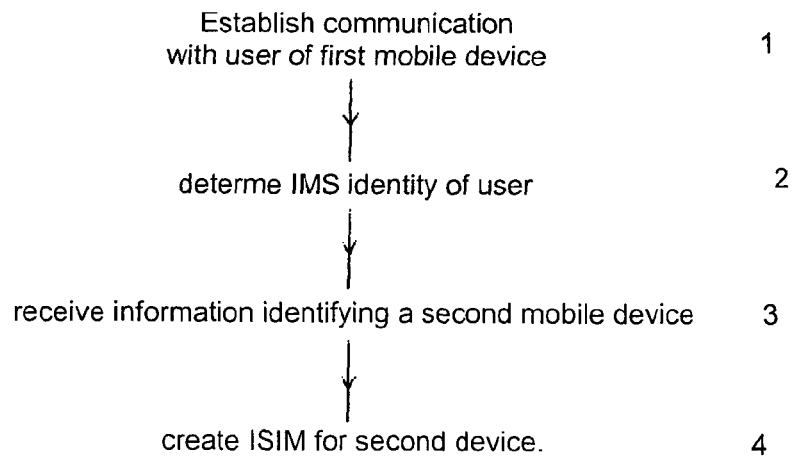 Establish communication
with user of first mobile device 1
determe IMS identity of user 2
receive information identifying a second mobile device 3
create ISIM for second device. 4